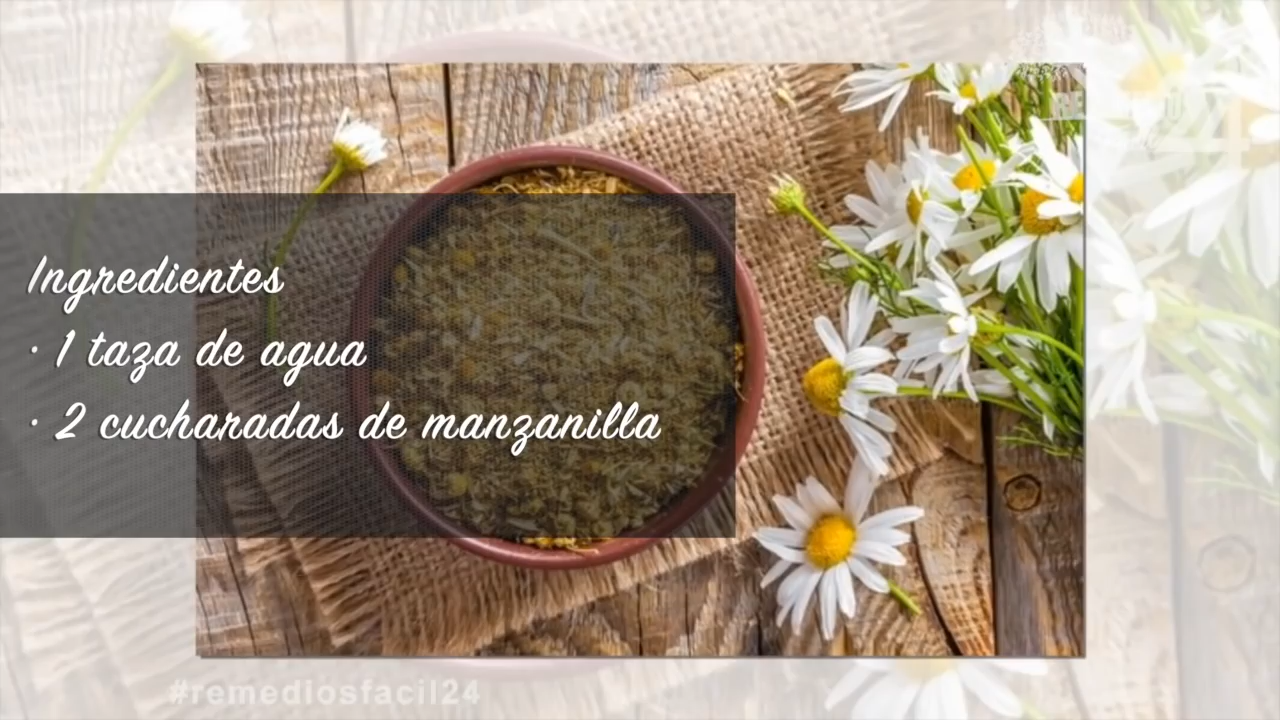 Ingredientes
· 1 taza de agua
· 2 cucharadas de manzanilla
#remediosfacil24